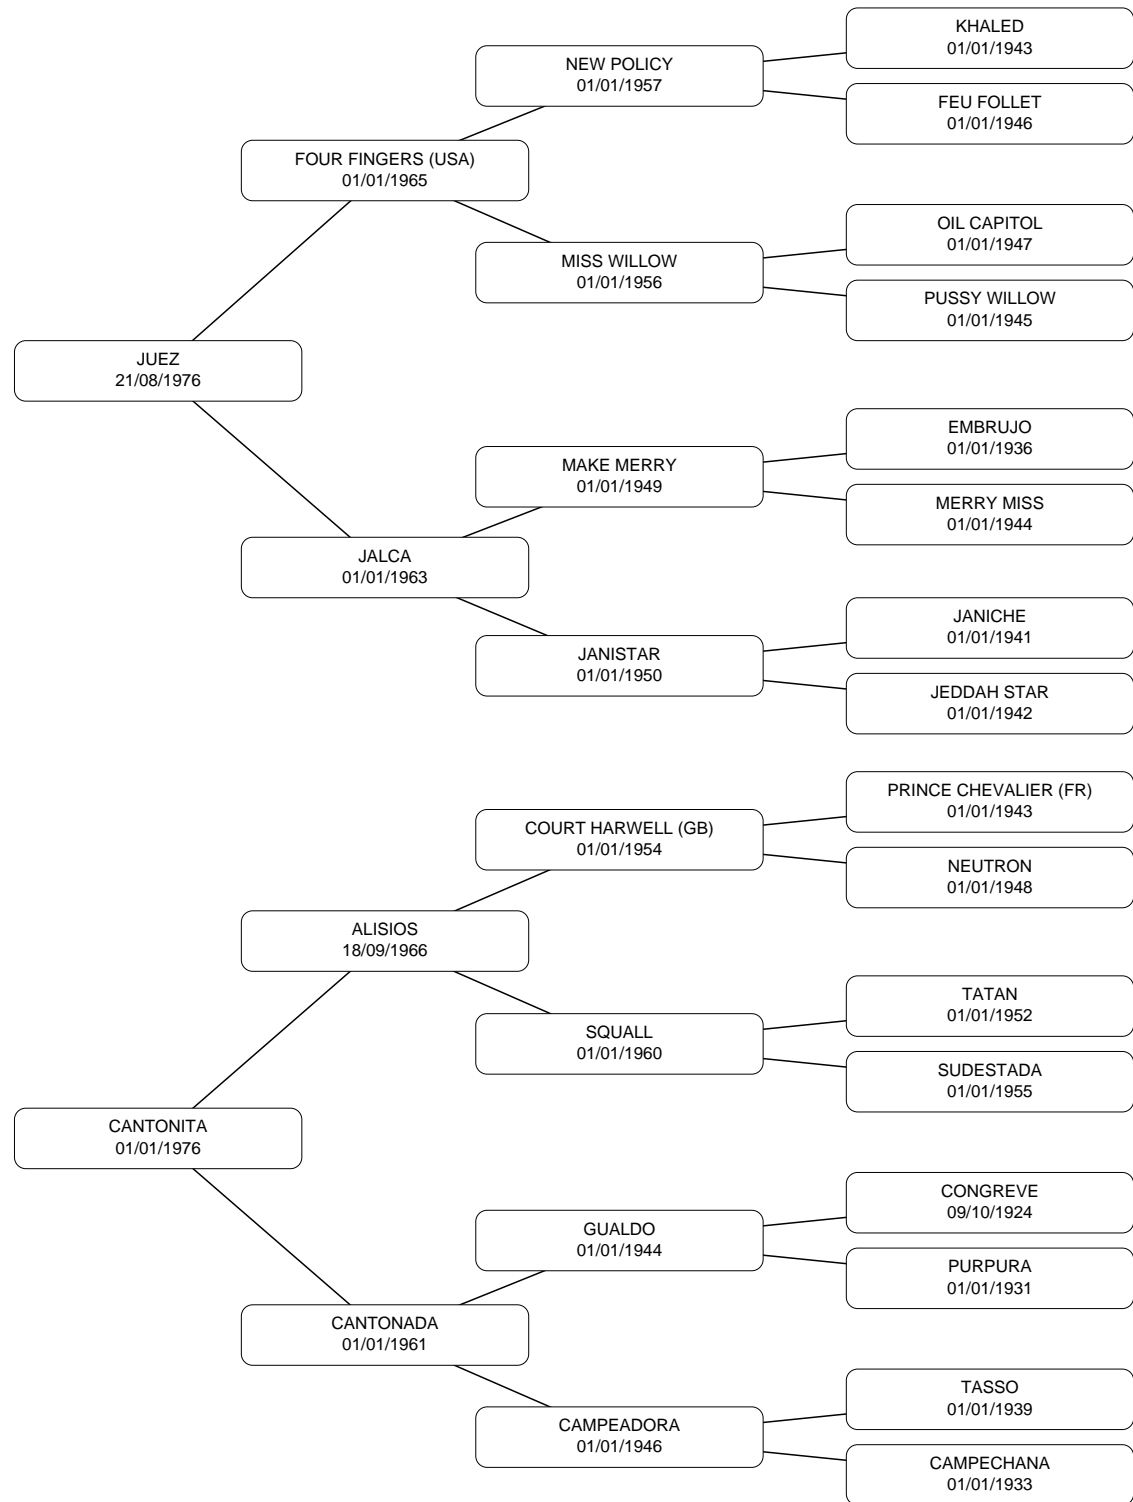 KHALED
01/01/1943
NEW POLICY
01/01/1957
FEU FOLLET
01/01/1946
FOUR FINGERS (USA)
01/01/1965
OIL CAPITOL
01/01/1947
MISS WILLOW
01/01/1956
PUSSY WILLOW
01/01/1945
JUEZ
21/08/1976
EMBRUJO
01/01/1936
MAKE MERRY
01/01/1949
MERRY MISS
01/01/1944
JALCA
01/01/1963
JANICHE
01/01/1941
JANISTAR
01/01/1950
JEDDAH STAR
01/01/1942
PRINCE CHEVALIER (FR)
01/01/1943
COURT HARWELL (GB)
01/01/1954
NEUTRON
01/01/1948
ALISIOS
18/09/1966
TATAN
01/01/1952
SQUALL
01/01/1960
SUDESTADA
01/01/1955
CANTONITA
01/01/1976
CONGREVE
09/10/1924
GUALDO
01/01/1944
PURPURA
01/01/1931
CANTONADA
01/01/1961
TASSO
01/01/1939
CAMPEADORA
01/01/1946
CAMPECHANA
01/01/1933